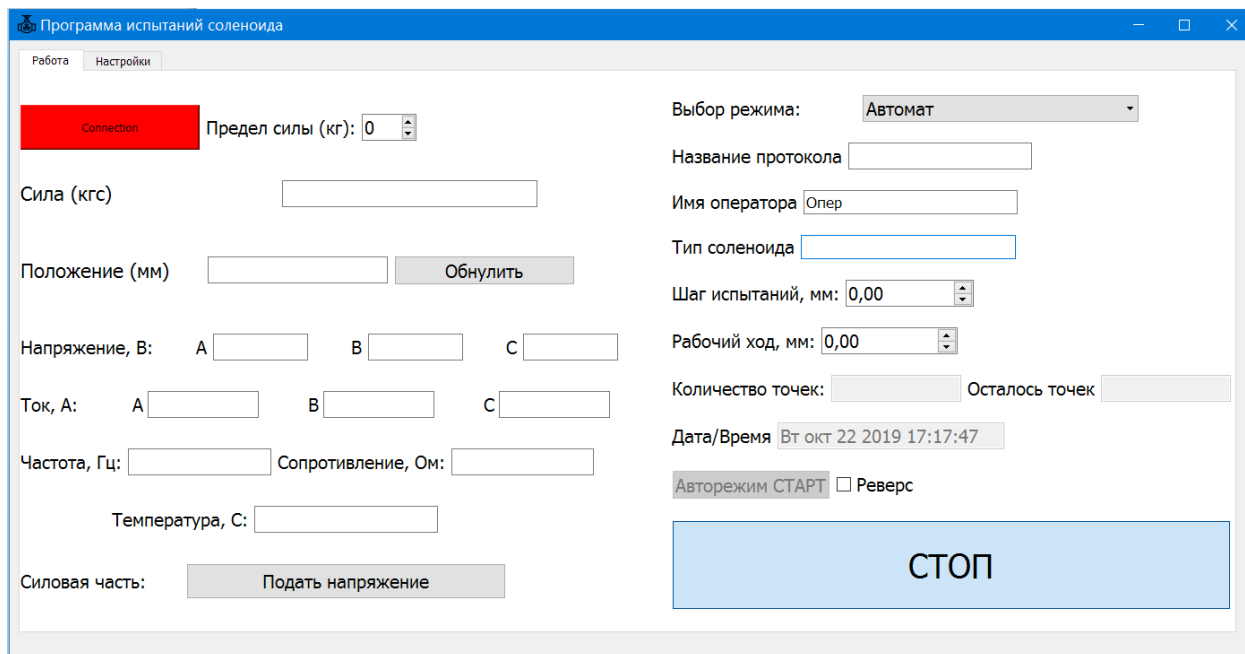 Программа испытаний соленоида
Работа Настройки
Connection Предел силы (кг): 0
Сила (кгс)
Положение (мм) Обнулить
Напряжение, В: A B C
Ток, А: A B C
Частота, Гц: Сопротивление, Ом:
Температура, С:
Силовая часть: Подать напряжение
Выбор режима: Автомат
Название протокола
Имя оператора Опер
Тип соленоида
Шаг испытаний, мм: 0,00
Рабочий ход, мм: 0,00
Количество точек: Осталось точек
Дата/Время Вт окт 22 2019 17:17:47
Авторежим СТАРТ Реверс
СТОП